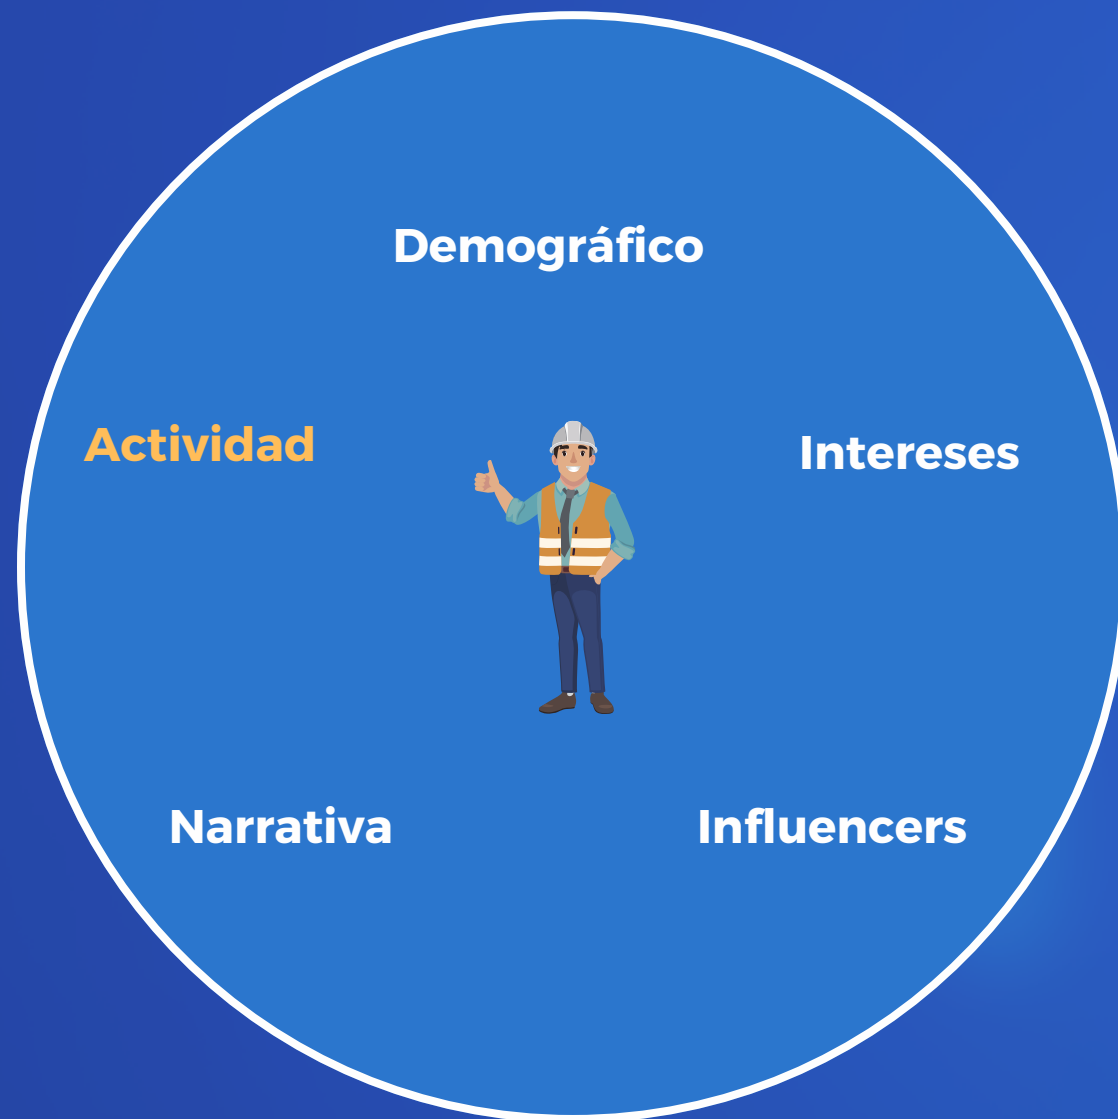 Demográfico
Actividad
Intereses
Narrativa
Influencers